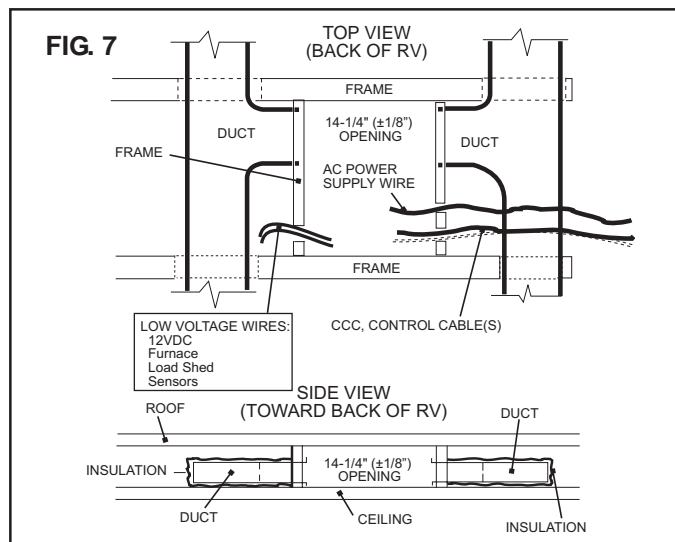 FIG. 7
TOP VIEW
(BACK OF RV)
FRAME
DUCT
14-1/4" (±1/8")
OPENING
DUCT
FRAME
AC POWER
SUPPLY WIRE
FRAME
LOW VOLTAGE WIRES:
12VDC
Furnace
Load Shed
Sensors
CCC, CONTROL CABLE(S)
SIDE VIEW
(TOWARD BACK OF RV)
ROOF
DUCT
INSULATION
14-1/4" (±1/8")
OPENING
DUCT
CEILING
INSULATION